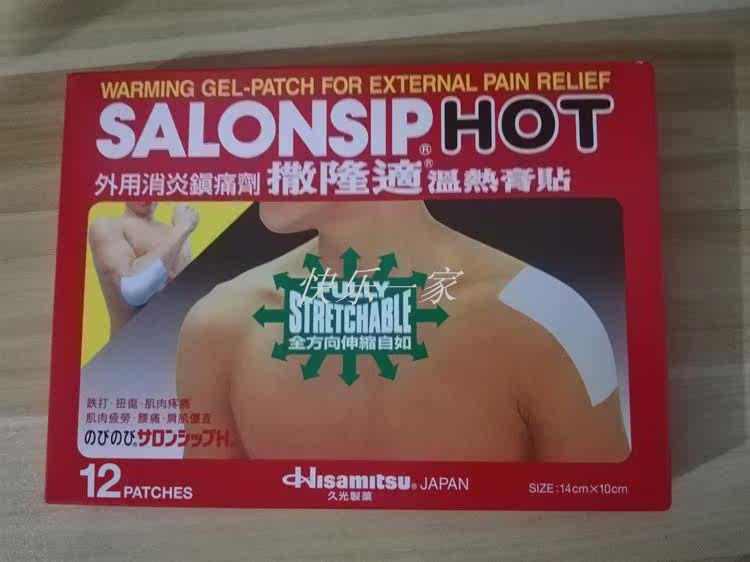 WARMING GEL-PATCH FOR EXTERNAL PAIN RELIEF
SALONSIP® HOT
外用消炎鎮痛劑 撒隆適® 溫熱膏貼
快乐一家
FULLY
STRETCHABLE
全方向伸縮自如
跌打·扭傷·肌肉疼痛
肌肉疲勞·腰痛·肩肌僵直
のびのび®サロンシップH®
12 PATCHES
Hisamitsu® JAPAN
久光製薬
SIZE:14cm×10cm